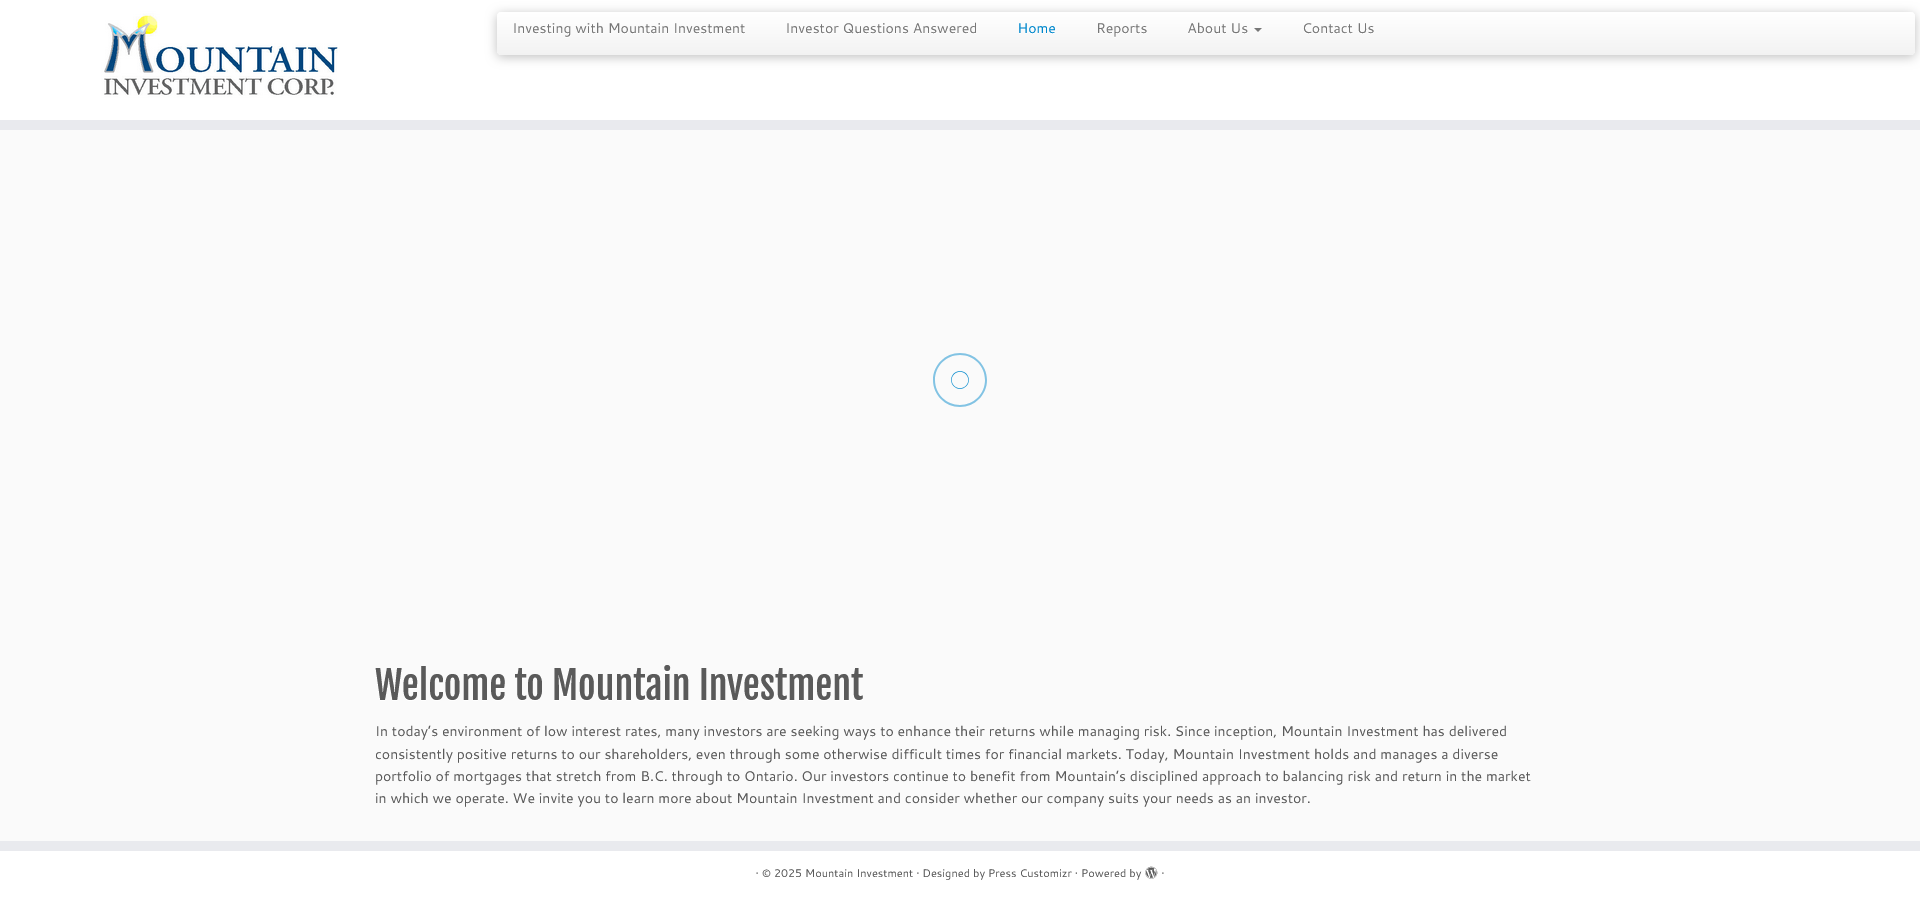 MOUNTAIN
INVESTMENT CORP.
Investing with Mountain Investment
Investor Questions Answered
Home
Reports
About Us
Contact Us
Welcome to Mountain Investment
In today’s environment of low interest rates, many investors are seeking ways to enhance their returns while managing risk. Since inception, Mountain Investment has delivered
consistently positive returns to our shareholders, even through some otherwise difficult times for financial markets. Today, Mountain Investment holds and manages a diverse
portfolio of mortgages that stretch from B.C. through to Ontario. Our investors continue to benefit from Mountain’s disciplined approach to balancing risk and return in the market
in which we operate. We invite you to learn more about Mountain Investment and consider whether our company suits your needs as an investor.
· © 2025 Mountain Investment · Designed by Press Customizr · Powered by ·